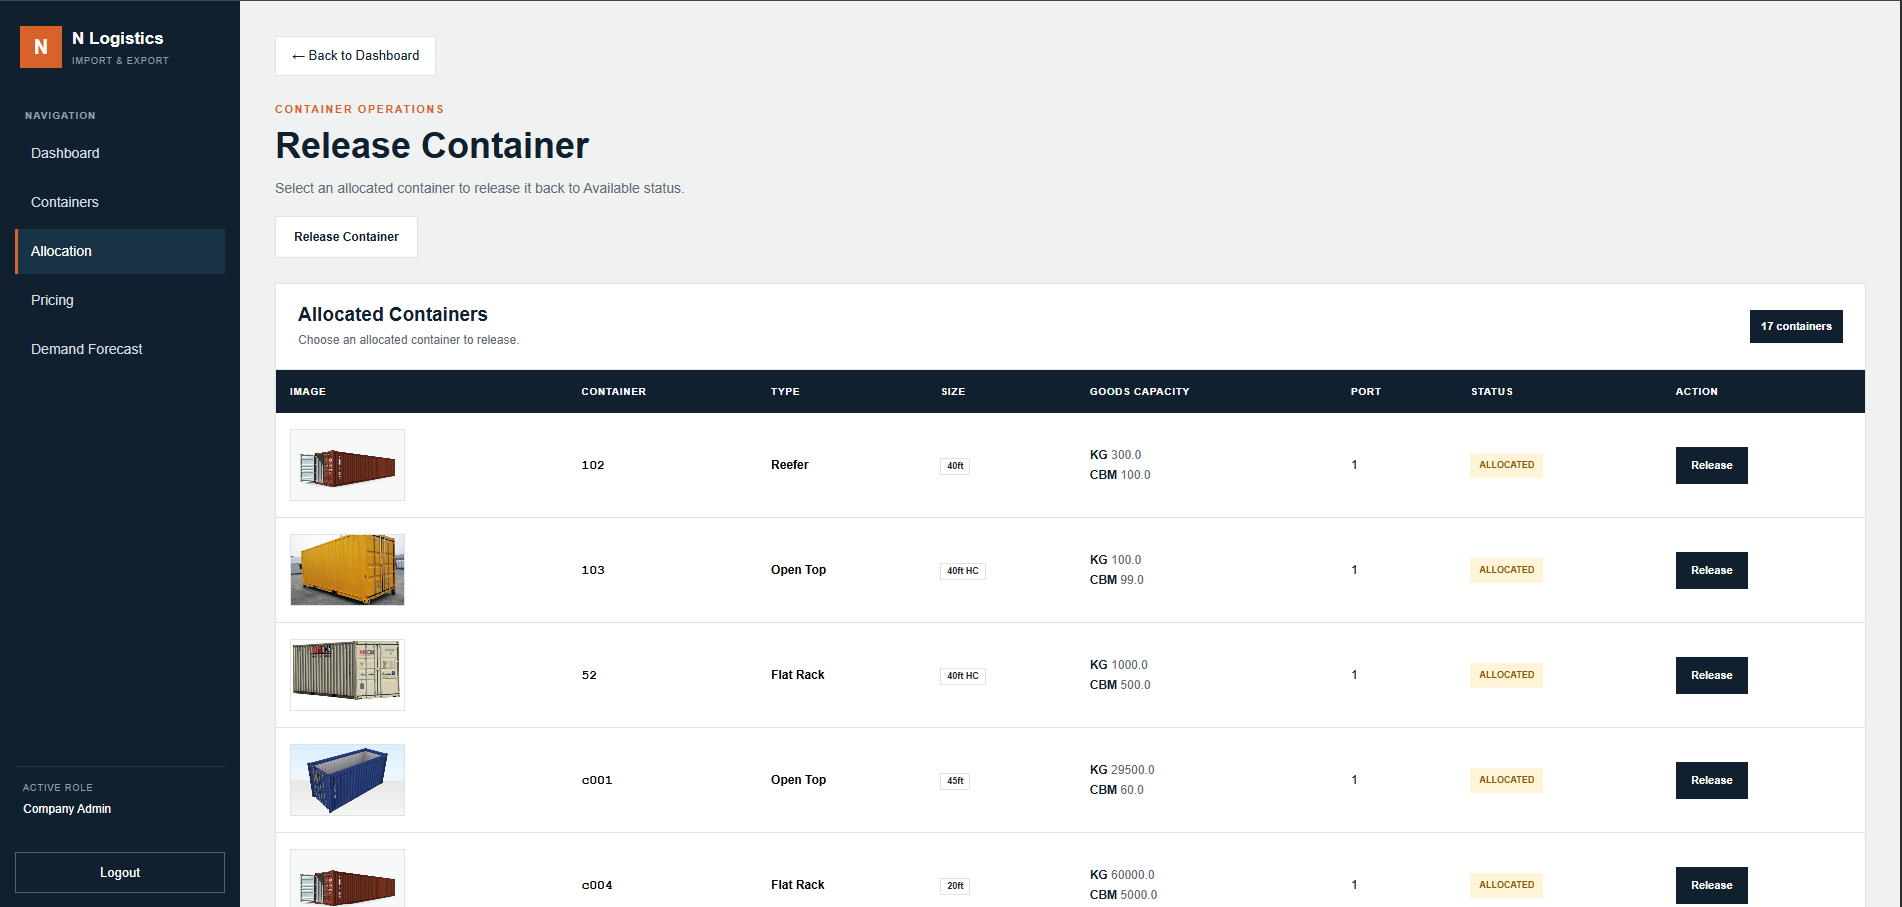 N
N Logistics
IMPORT & EXPORT
NAVIGATION
Dashboard
Containers
Allocation
Pricing
Demand Forecast
ACTIVE ROLE
Company Admin
Logout
← Back to Dashboard
CONTAINER OPERATIONS
Release Container
Select an allocated container to release it back to Available status.
Release Container
Allocated Containers
Choose an allocated container to release.
17 containers
IMAGE CONTAINER TYPE SIZE GOODS CAPACITY PORT STATUS ACTION
102 Reefer 40ft KG 300.0 1 ALLOCATED Release
CBM 100.0
103 Open Top 40ft HC KG 100.0 1 ALLOCATED Release
CBM 99.0
52 Flat Rack 40ft HC KG 1000.0 1 ALLOCATED Release
CBM 500.0
c001 Open Top 45ft KG 29500.0 1 ALLOCATED Release
CBM 60.0
c004 Flat Rack 20ft KG 60000.0 1 ALLOCATED Release
CBM 5000.0